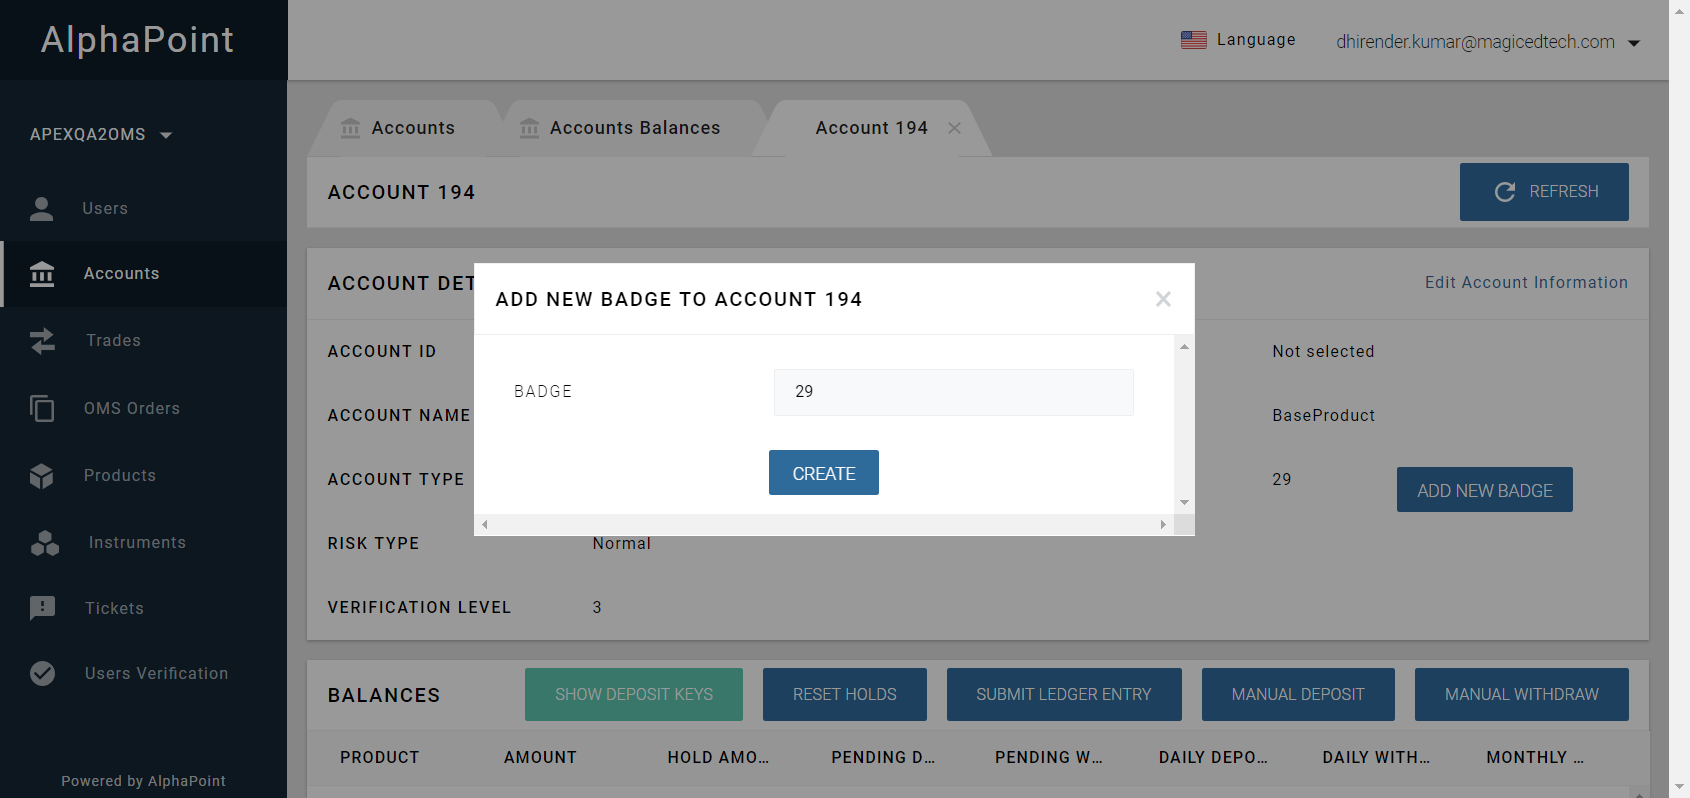 AlphaPoint
Language
dhirender.kumar@magicedtech.com
APEXQA2OMS
Users
Accounts
Trades
OMS Orders
Products
Instruments
Tickets
Users Verification
Powered by AlphaPoint
Accounts
Accounts Balances
Account 194
ACCOUNT 194
REFRESH
ACCOUNT DET
Edit Account Information
ADD NEW BADGE TO ACCOUNT 194
BADGE
29
CREATE
ACCOUNT ID
Not selected
ACCOUNT NAME
BaseProduct
ACCOUNT TYPE
29
ADD NEW BADGE
RISK TYPE
Normal
VERIFICATION LEVEL
3
BALANCES
SHOW DEPOSIT KEYS
RESET HOLDS
SUBMIT LEDGER ENTRY
MANUAL DEPOSIT
MANUAL WITHDRAW
PRODUCT
AMOUNT
HOLD AMO...
PENDING D...
PENDING W...
DAILY DEPO...
DAILY WITH...
MONTHLY ...